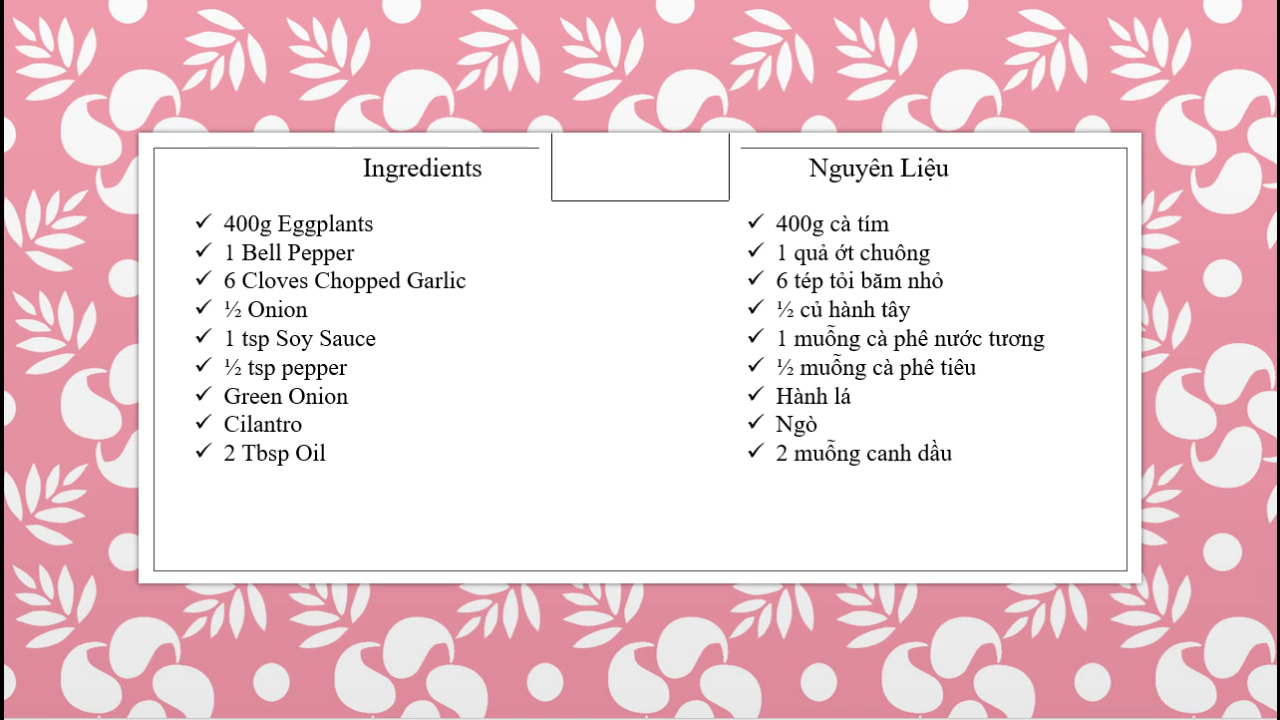 Ingredients
✓ 400g Eggplants
✓ 1 Bell Pepper
✓ 6 Cloves Chopped Garlic
✓ ½ Onion
✓ 1 tsp Soy Sauce
✓ ½ tsp pepper
✓ Green Onion
✓ Cilantro
✓ 2 Tbsp Oil
Nguyên Liệu
✓ 400g cà tím
✓ 1 quả ớt chuông
✓ 6 tép tỏi băm nhỏ
✓ ½ củ hành tây
✓ 1 muỗng cà phê nước tương
✓ ½ muỗng cà phê tiêu
✓ Hành lá
✓ Ngò
✓ 2 muỗng canh dầu